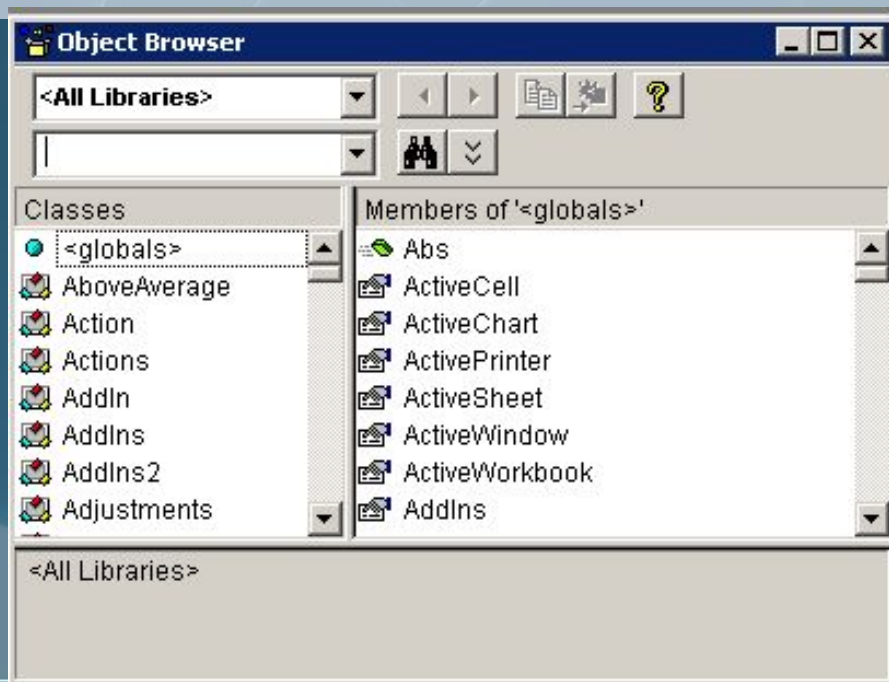 Object Browser
<All Libraries>
Classes
<globals>
AboveAverage
Action
Actions
AddIn
AddIns
AddIns2
Adjustments
Members of '<globals>'
Abs
ActiveCell
ActiveChart
ActivePrinter
ActiveSheet
ActiveWindow
ActiveWorkbook
AddIns
<All Libraries>